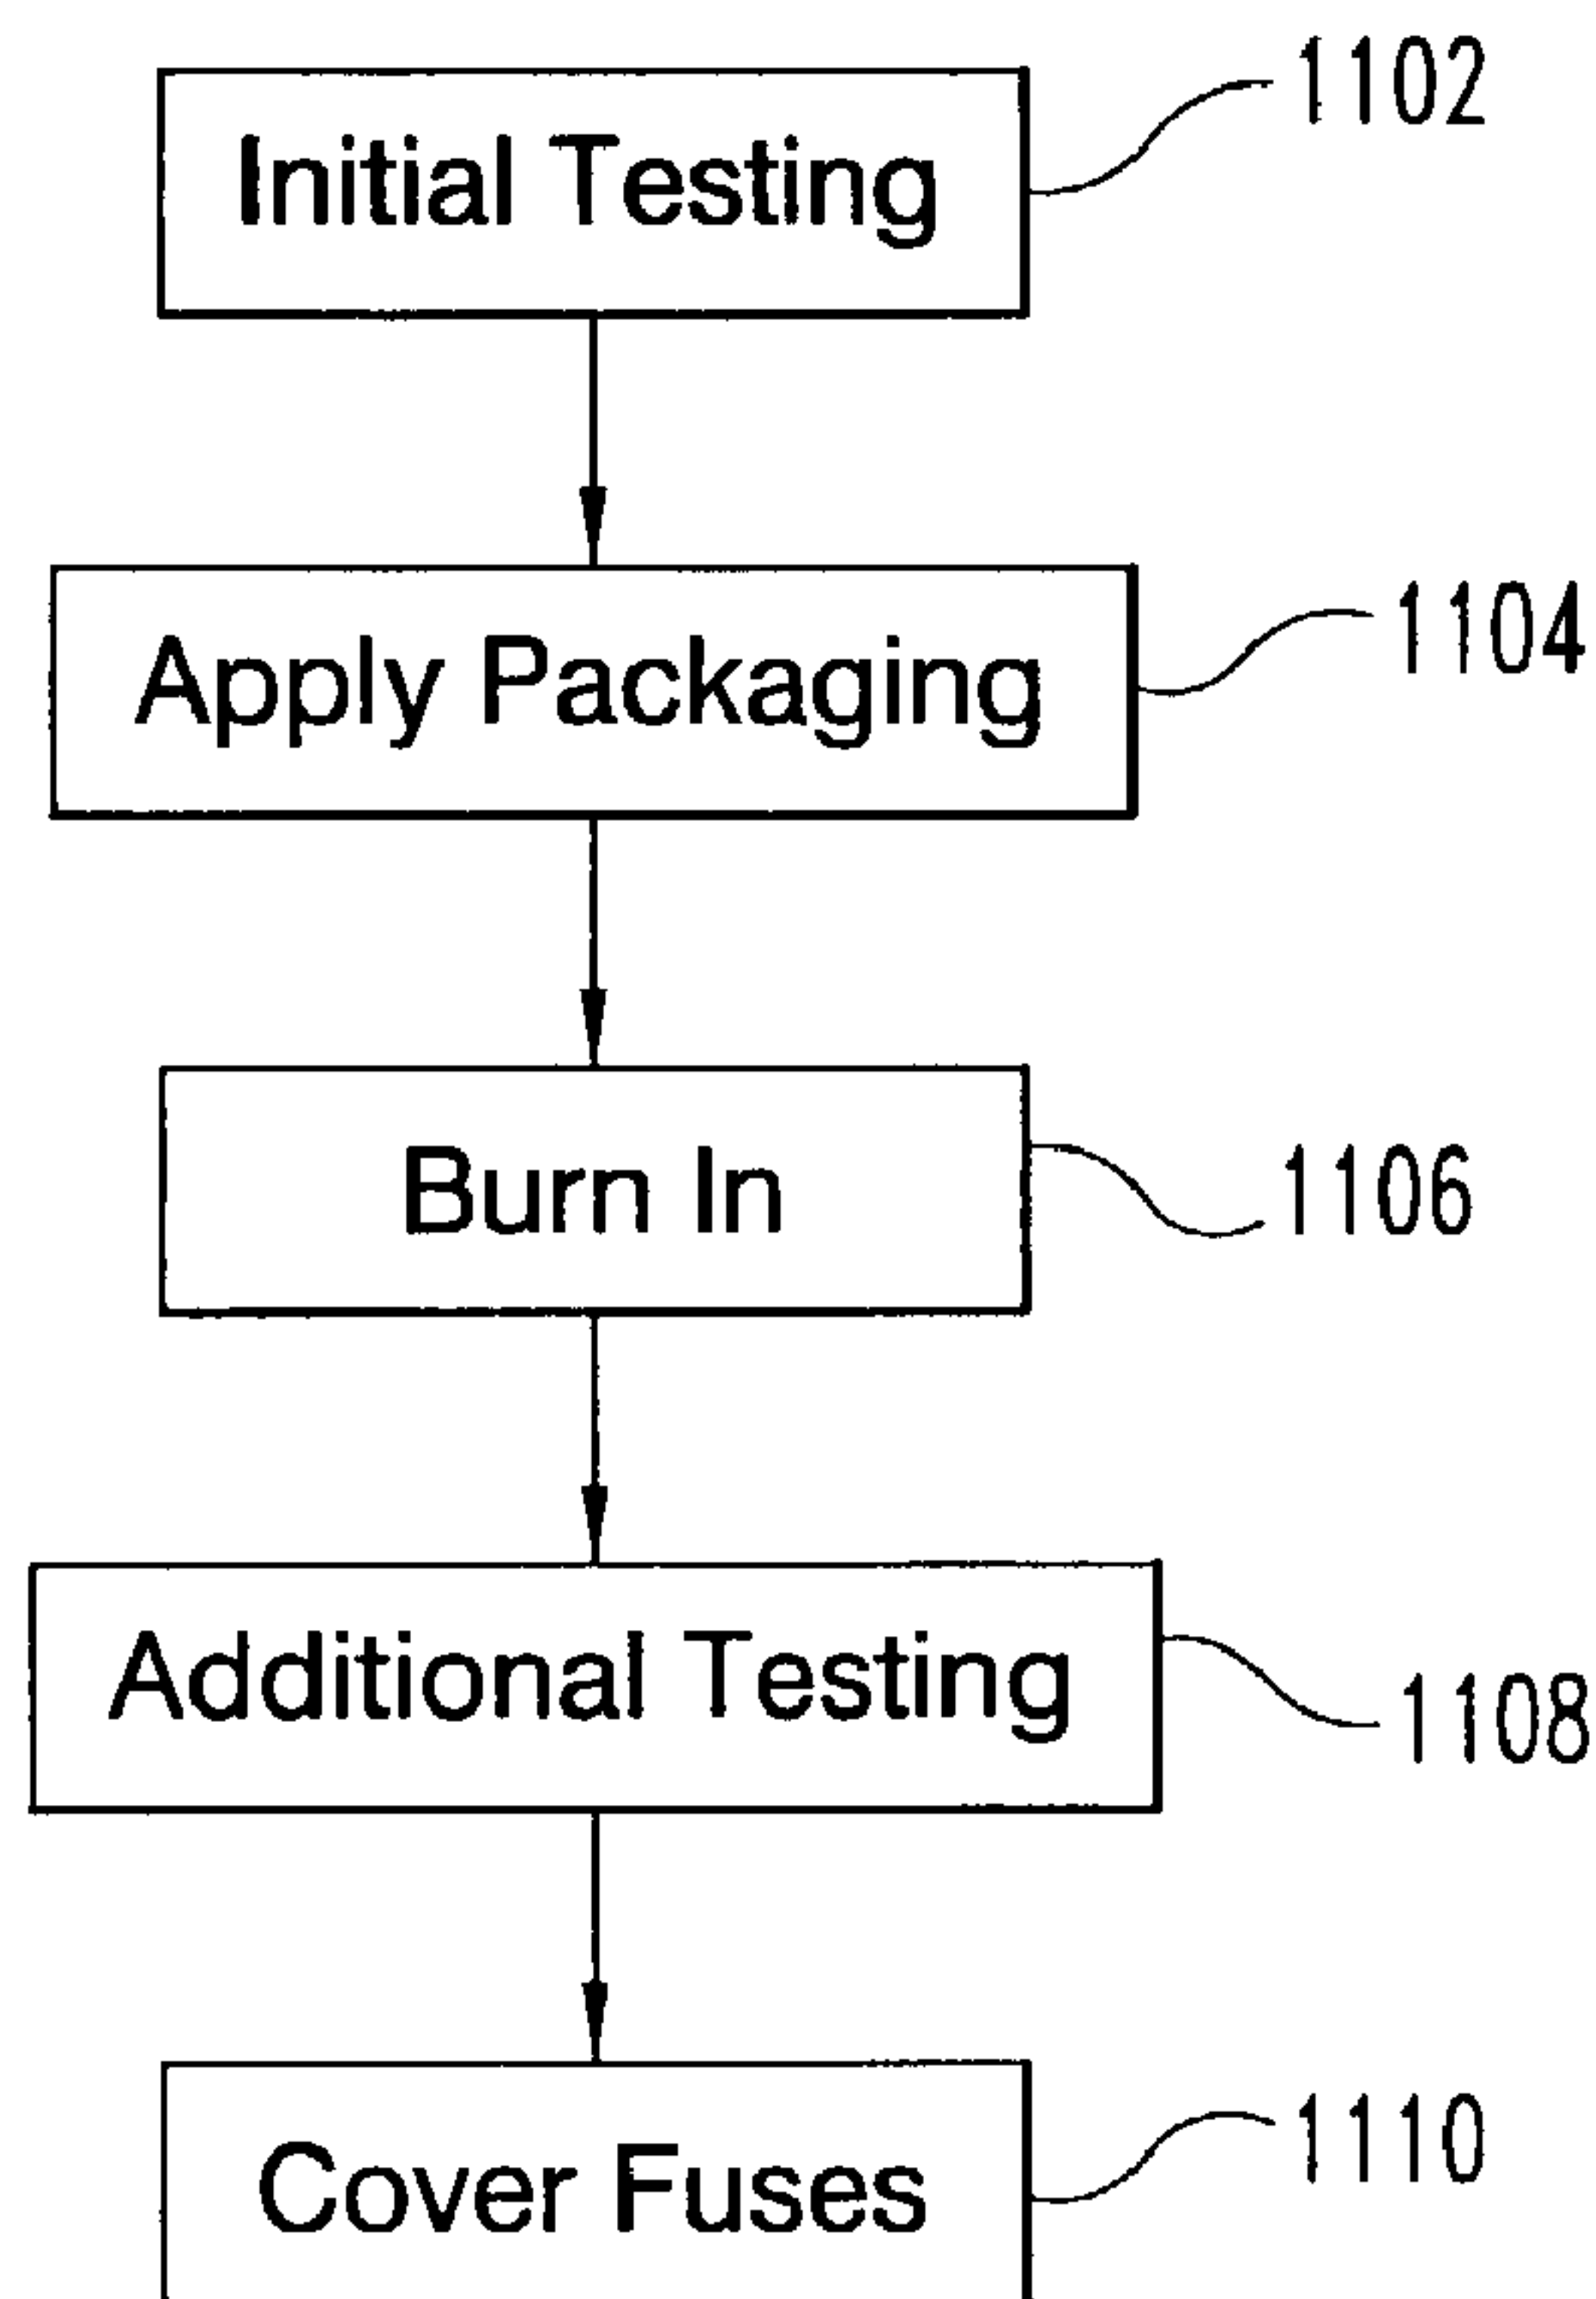 Initial Testing
1102
Apply Packaging
1104
Burn In
1106
Additional Testing
1108
Cover Fuses
1110